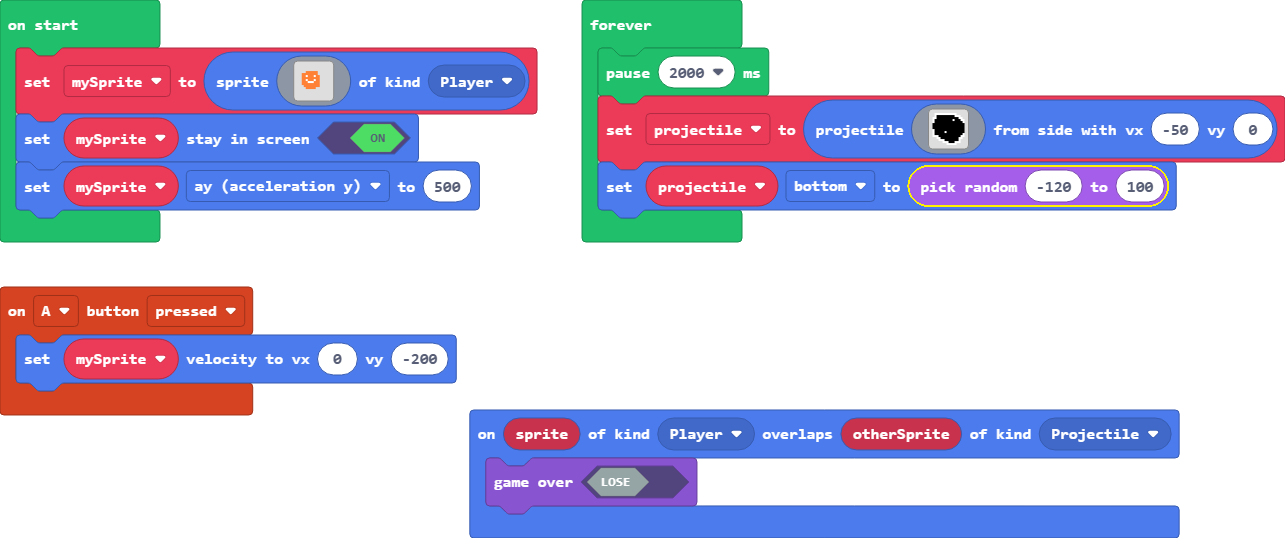 on start
set mySprite to sprite of kind Player
set mySprite stay in screen ON
set mySprite ay (acceleration y) to 500
forever
pause 2000 ms
set projectile to projectile from side with vx -50 vy 0
set projectile bottom to pick random -120 to 100
on A button pressed
set mySprite velocity to vx 0 vy -200
on sprite of kind Player overlaps otherSprite of kind Projectile
game over LOSE